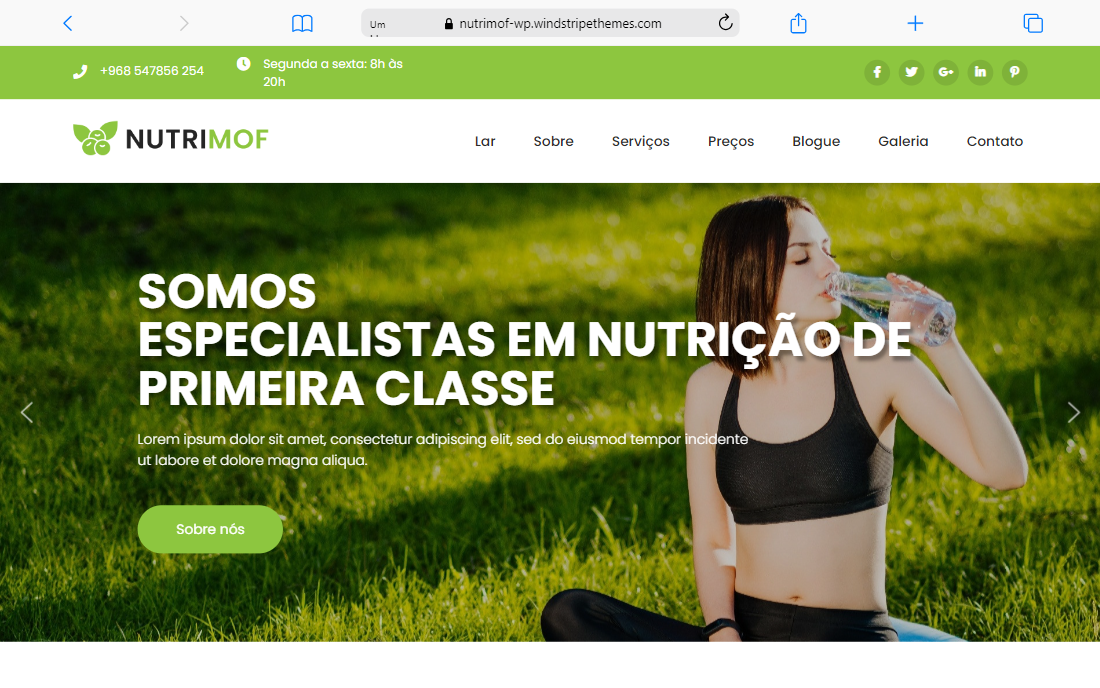 Um
nutrimof-wp.windstripethemes.com
+968 547856 254
Segunda a sexta: 8h às
20h
NUTRIMOF
Lar Sobre Serviços Preços Blogue Galeria Contato
SOMOS
ESPECIALISTAS EM NUTRIÇÃO DE
PRIMEIRA CLASSE
Lorem ipsum dolor sit amet, consectetur adipiscing elit, sed do eiusmod tempor incidente
ut labore et dolore magna aliqua.
Sobre nós